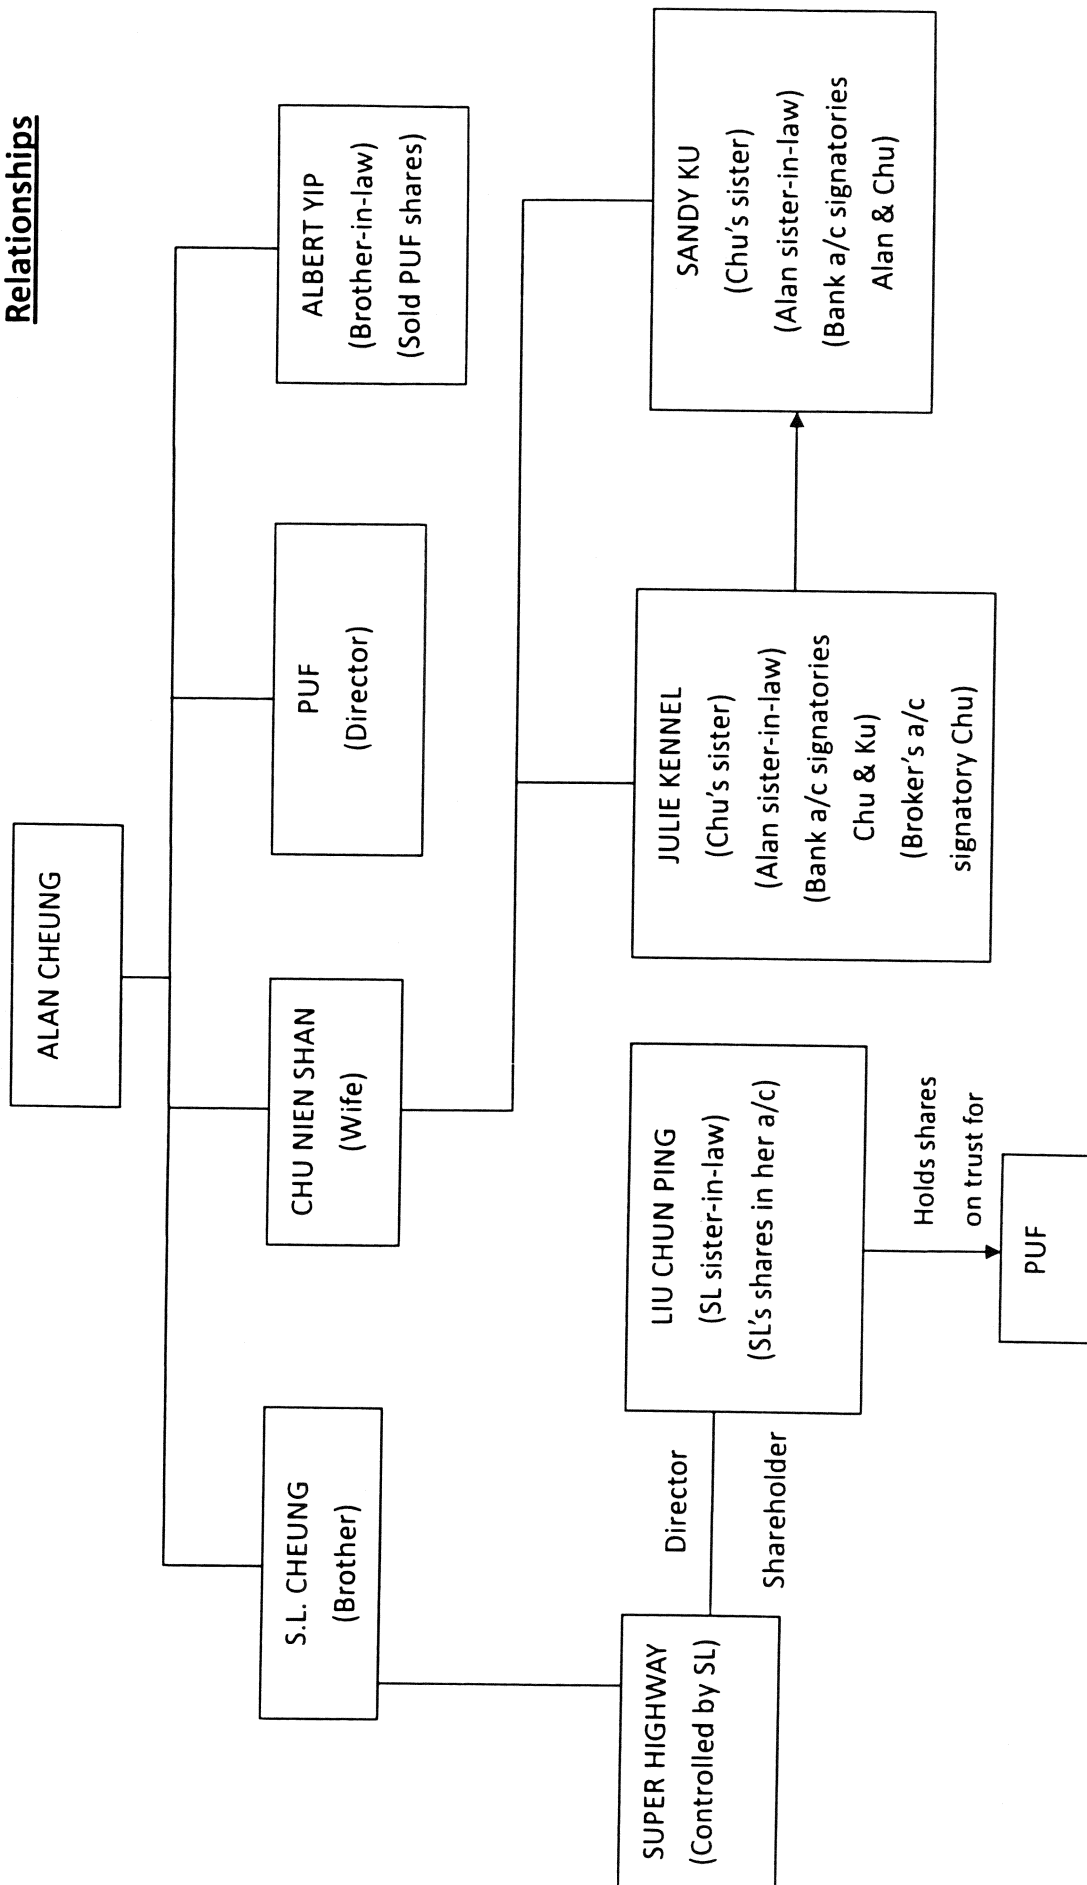 Relationships
ALAN CHEUNG
S.L. CHEUNG
(Brother)
CHU NIEN SHAN
(Wife)
PUF
(Director)
ALBERT YIP
(Brother-in-law)
(Sold PUF shares)
SUPER HIGHWAY
(Controlled by SL)
Director
Shareholder
LIU CHUN PING
(SL sister-in-law)
(SL's shares in her a/c)
Holds shares
on trust for
PUF
JULIE KENNEL
(Chu's sister)
(Alan sister-in-law)
(Bank a/c signatories
Chu & Ku)
(Broker's a/c
signatory Chu)
SANDY KU
(Chu's sister)
(Alan sister-in-law)
(Bank a/c signatories
Alan & Chu)